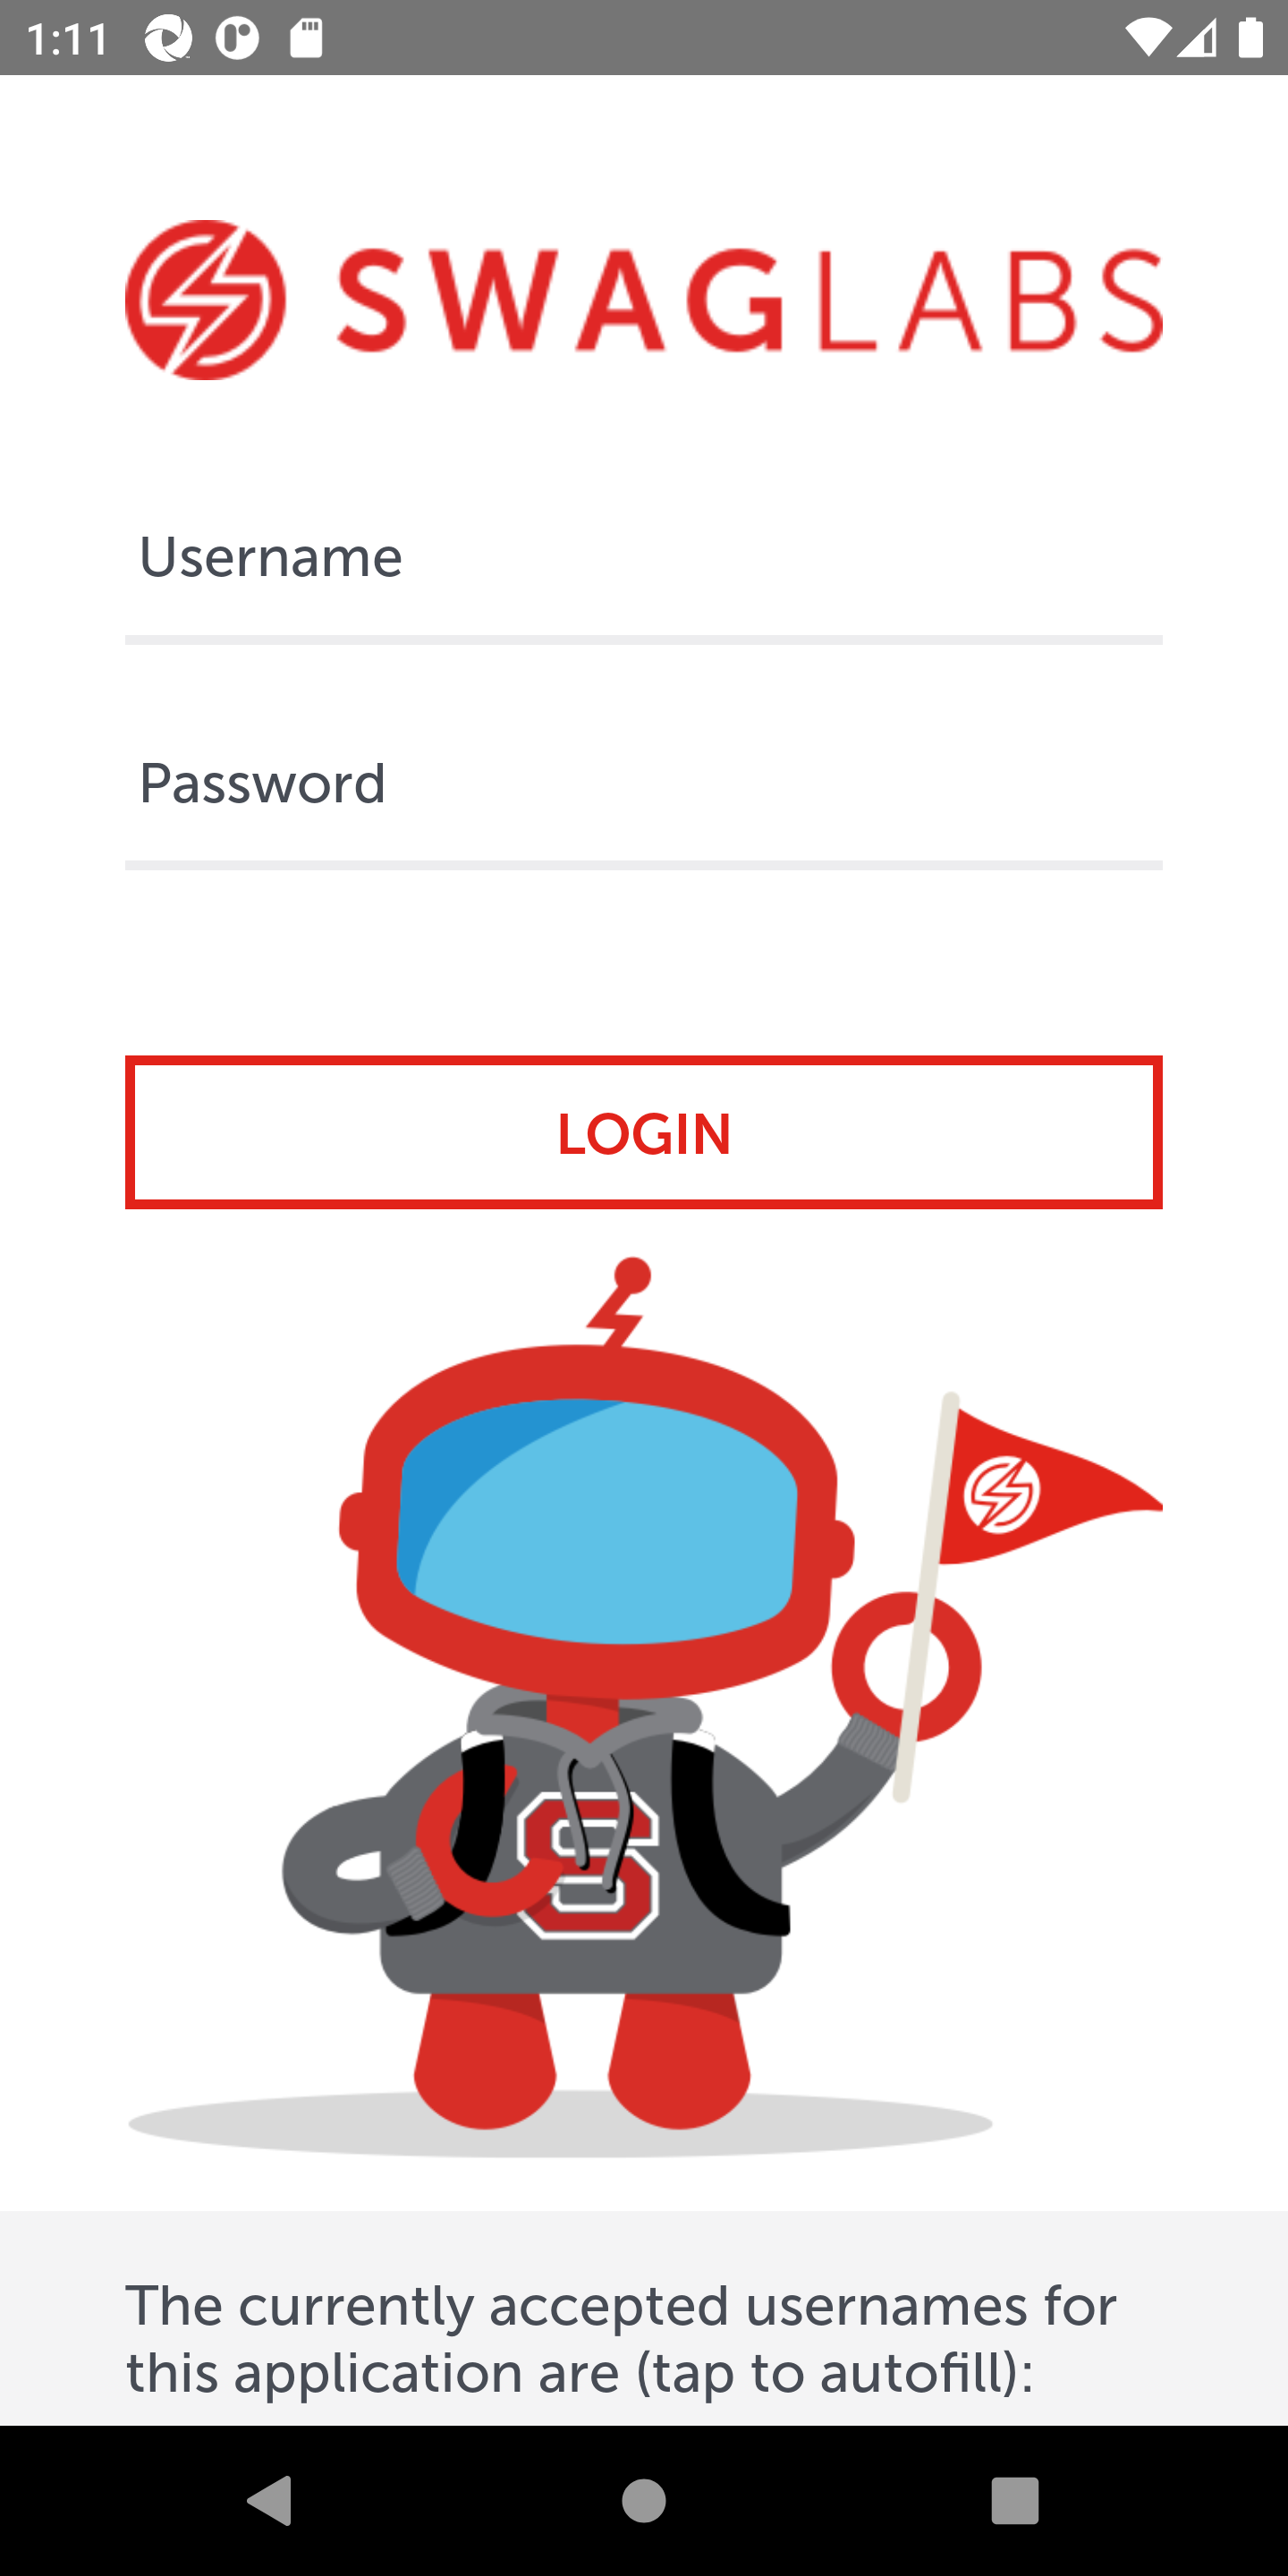 1:11
SWAGLABS
Username
Password
LOGIN
S
The currently accepted usernames for
this application are (tap to autofill):